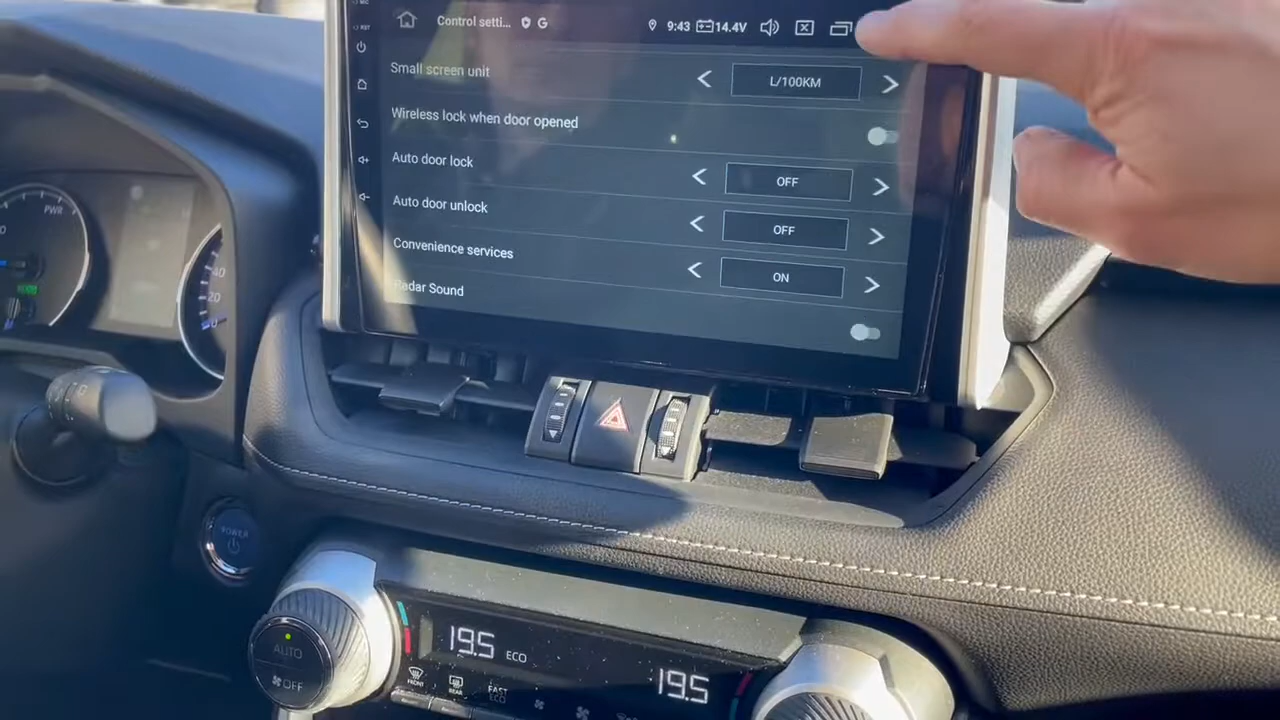 Control setti... G 9:43 14.4V
Small screen unit L/100KM
Wireless lock when door opened
Auto door lock OFF
Auto door unlock OFF
Convenience services ON
Radar Sound
PWR
40
20
0
POWER
AUTO
OFF
19.5 ECO
19.5
FRONT REAR FAST
ECO